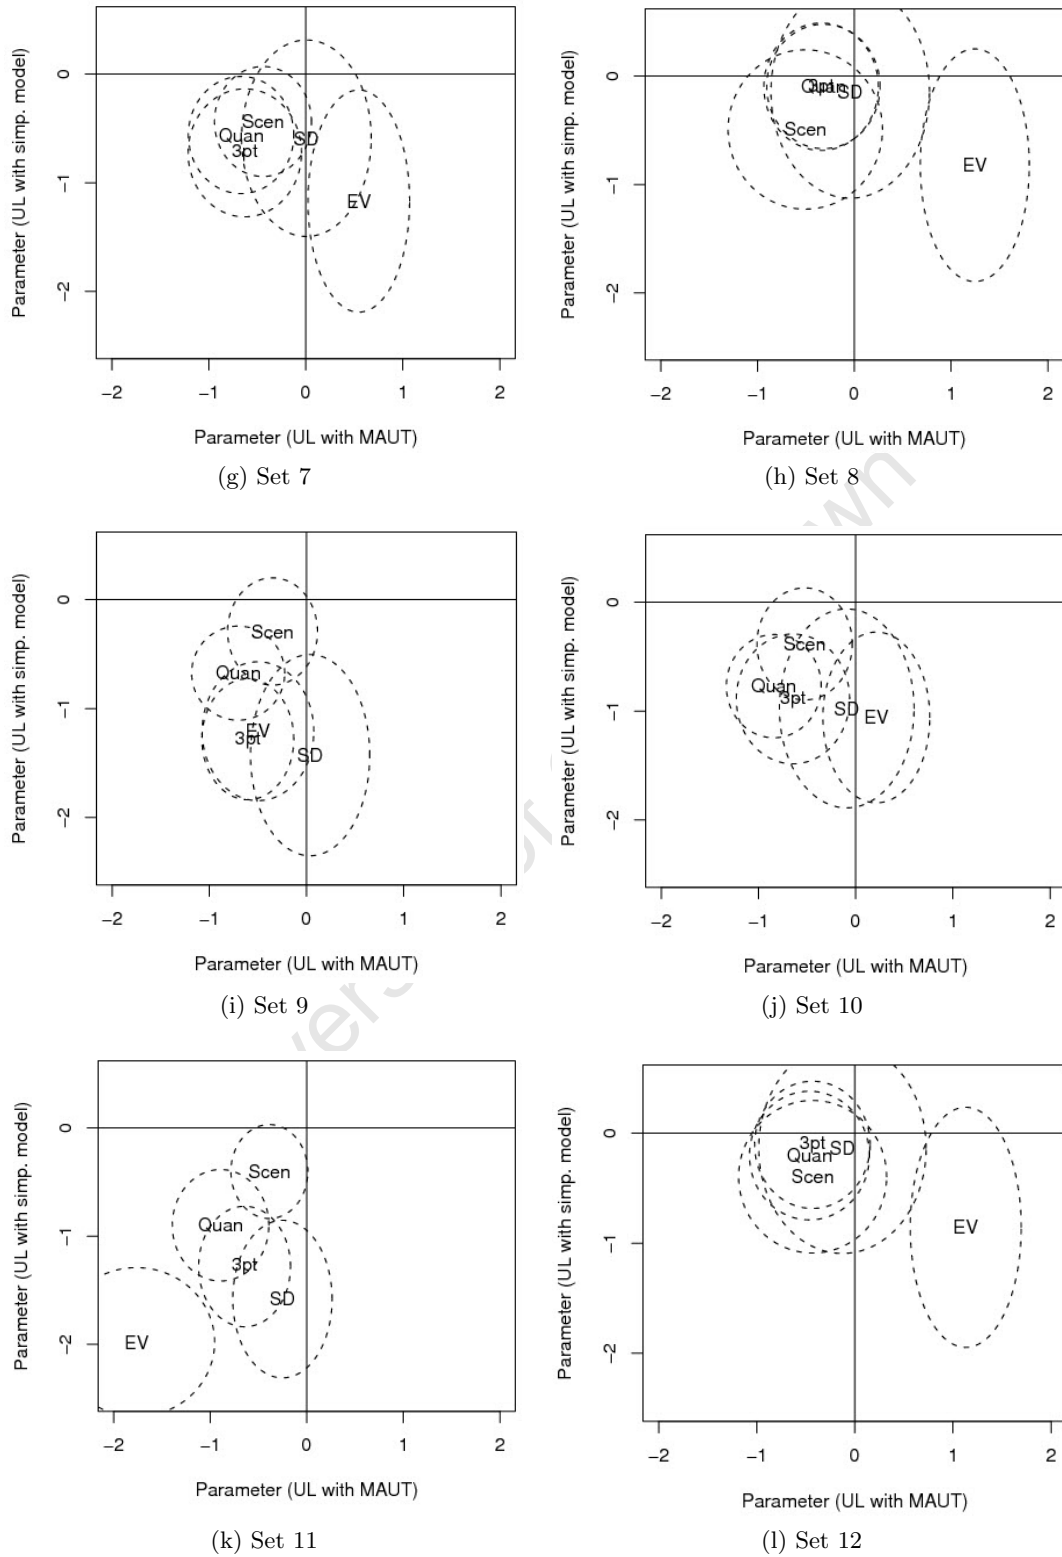 Parameter (UL with simp. model)
0
−1
−2
Scen
Quan
3pt
SD
EV
−2 −1 0 1 2
Parameter (UL with MAUT)
(g) Set 7
Parameter (UL with simp. model)
0
−1
−2
Quan
3pt
SD
Scen
EV
−2 −1 0 1 2
Parameter (UL with MAUT)
(h) Set 8
Parameter (UL with simp. model)
0
−1
−2
Scen
Quan
EV
3pt
SD
−2 −1 0 1 2
Parameter (UL with MAUT)
(i) Set 9
Parameter (UL with simp. model)
0
−1
−2
Scen
Quan
3pt
SD
EV
−2 −1 0 1 2
Parameter (UL with MAUT)
(j) Set 10
Parameter (UL with simp. model)
0
−1
−2
Scen
Quan
3pt
SD
EV
−2 −1 0 1 2
Parameter (UL with MAUT)
(k) Set 11
Parameter (UL with simp. model)
0
−1
−2
3pt
SD
Quan
Scen
EV
−2 −1 0 1 2
Parameter (UL with MAUT)
(l) Set 12